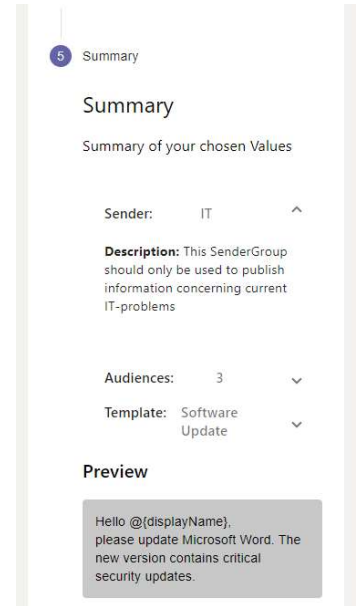 5 Summary
Summary
Summary of your chosen Values
Sender: IT
Description: This SenderGroup
should only be used to publish
information concerning current
IT-problems
Audiences: 3
Template: Software
Update
Preview
Hello @{displayName},
please update Microsoft Word. The
new version contains critical
security updates.